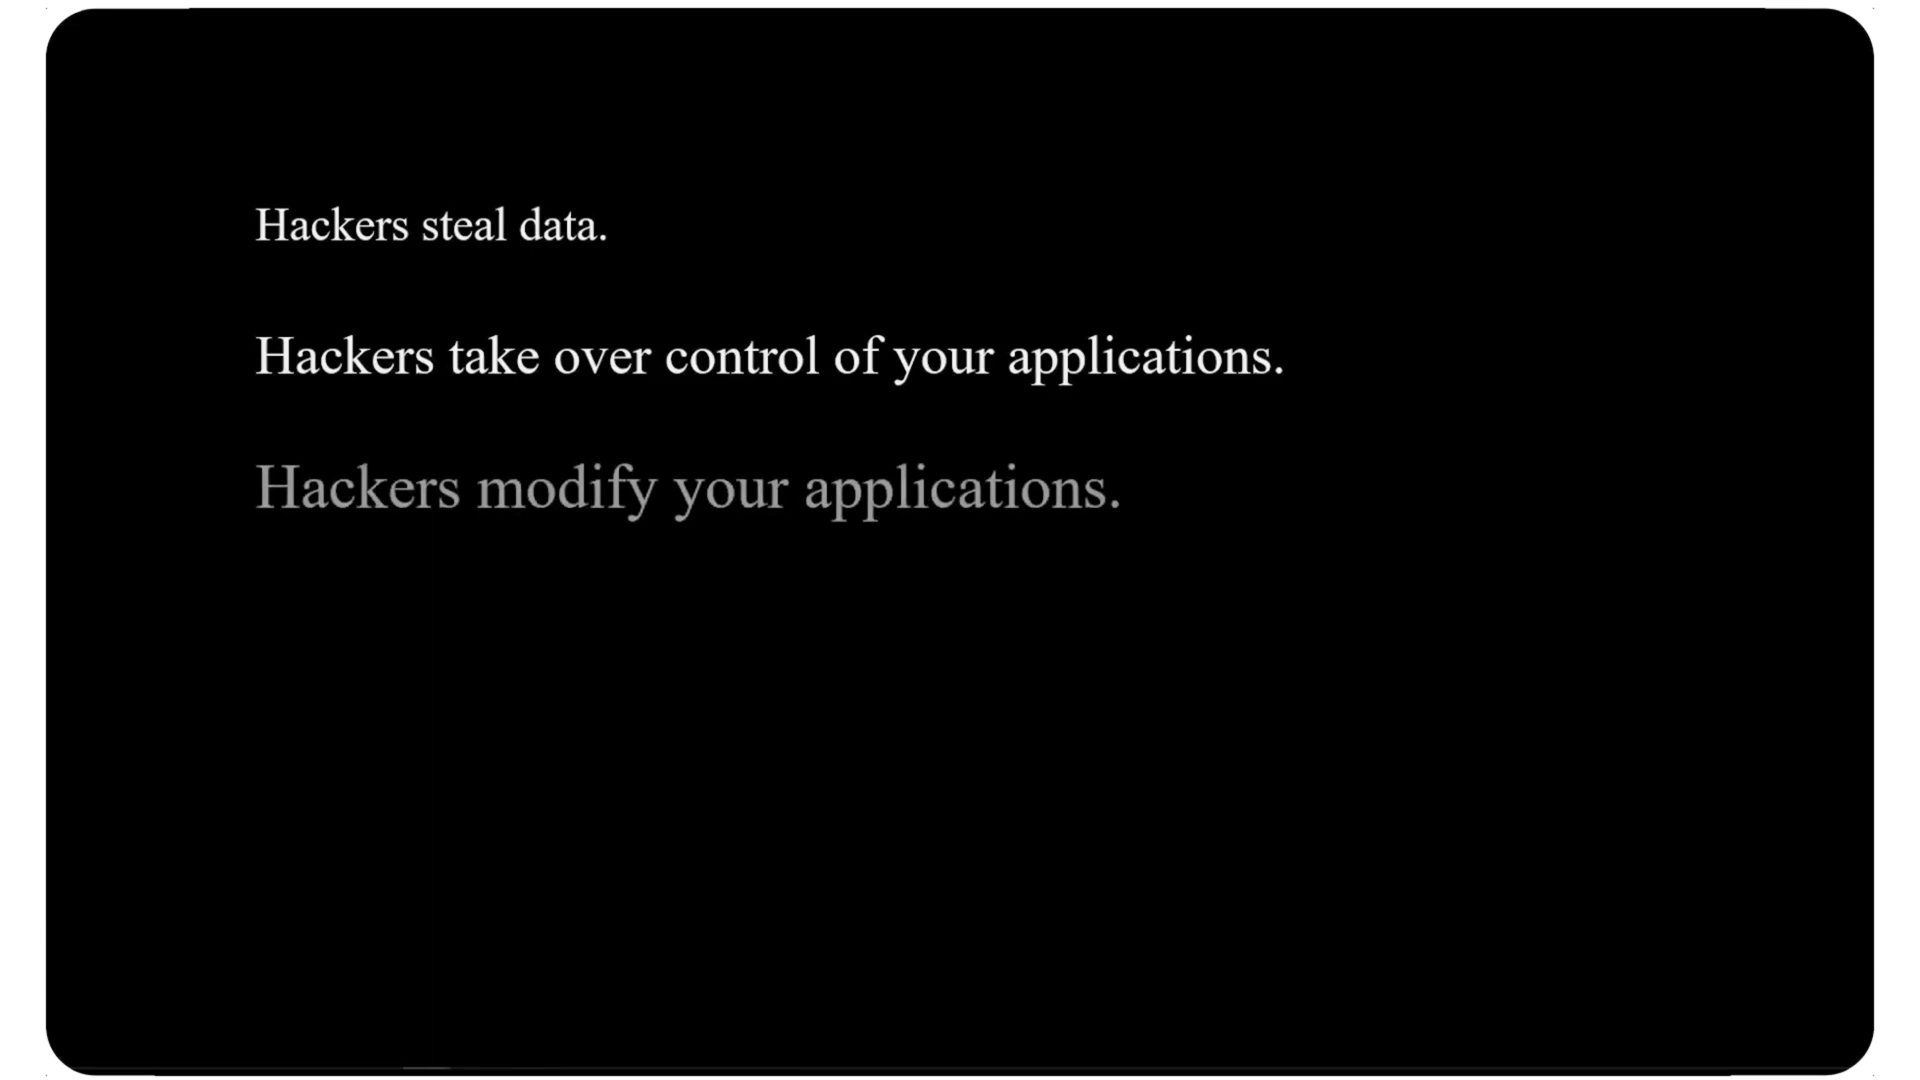 Hackers steal data.
Hackers take over control of your applications.
Hackers modify your applications.